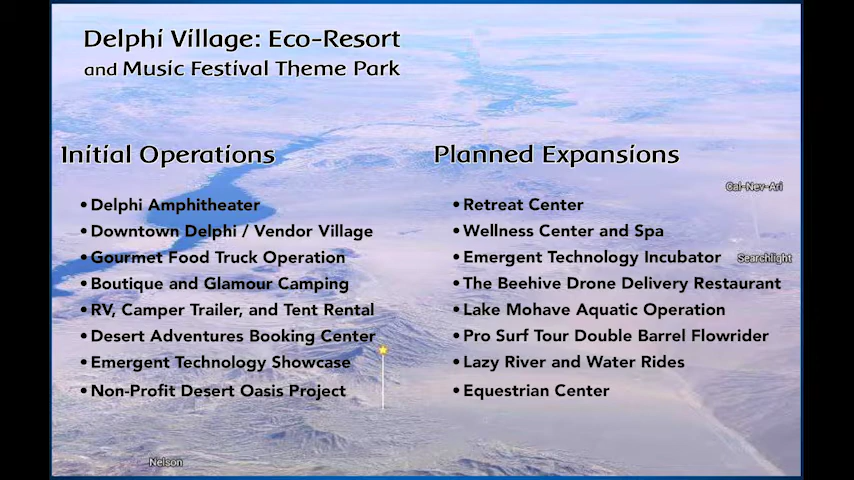 Delphi Village: Eco-Resort
and Music Festival Theme Park
Initial Operations
• Delphi Amphitheater
• Downtown Delphi / Vendor Village
• Gourmet Food Truck Operation
• Boutique and Glamour Camping
• RV, Camper Trailer, and Tent Rental
• Desert Adventures Booking Center
• Emergent Technology Showcase
• Non-Profit Desert Oasis Project
Planned Expansions
• Retreat Center
• Wellness Center and Spa
• Emergent Technology Incubator
• The Beehive Drone Delivery Restaurant
• Lake Mohave Aquatic Operation
• Pro Surf Tour Double Barrel Flowrider
• Lazy River and Water Rides
• Equestrian Center
Cal-Nev-Ari
Searchlight
Nelson